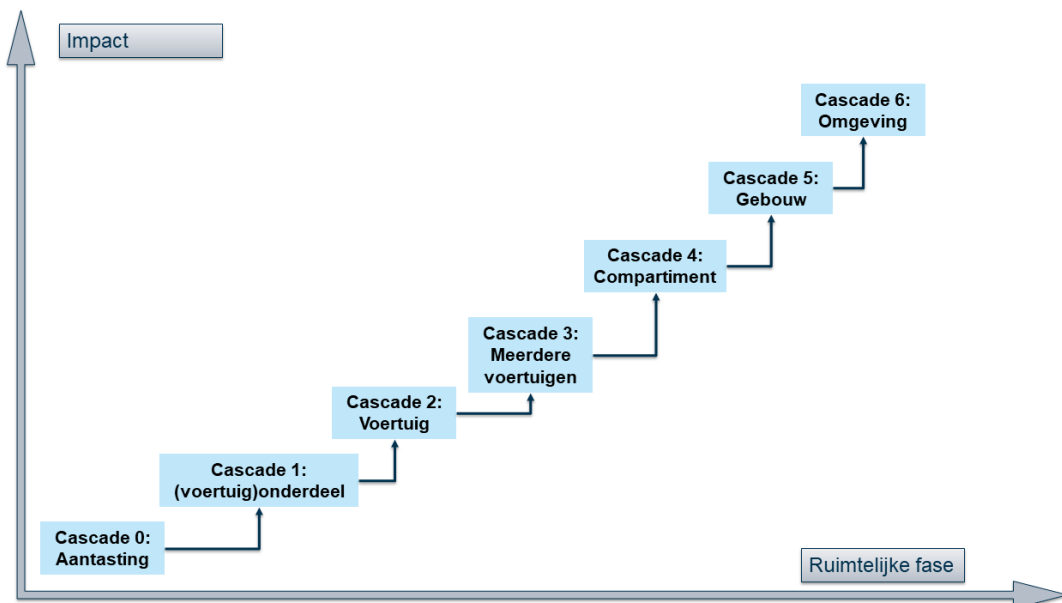 Impact
Cascade 6:
Omgeving
Cascade 5:
Gebouw
Cascade 4:
Compartiment
Cascade 3:
Meerdere
voertuigen
Cascade 2:
Voertuig
Cascade 1:
(voertuig)onderdeel
Cascade 0:
Aantasting
Ruimtelijke fase